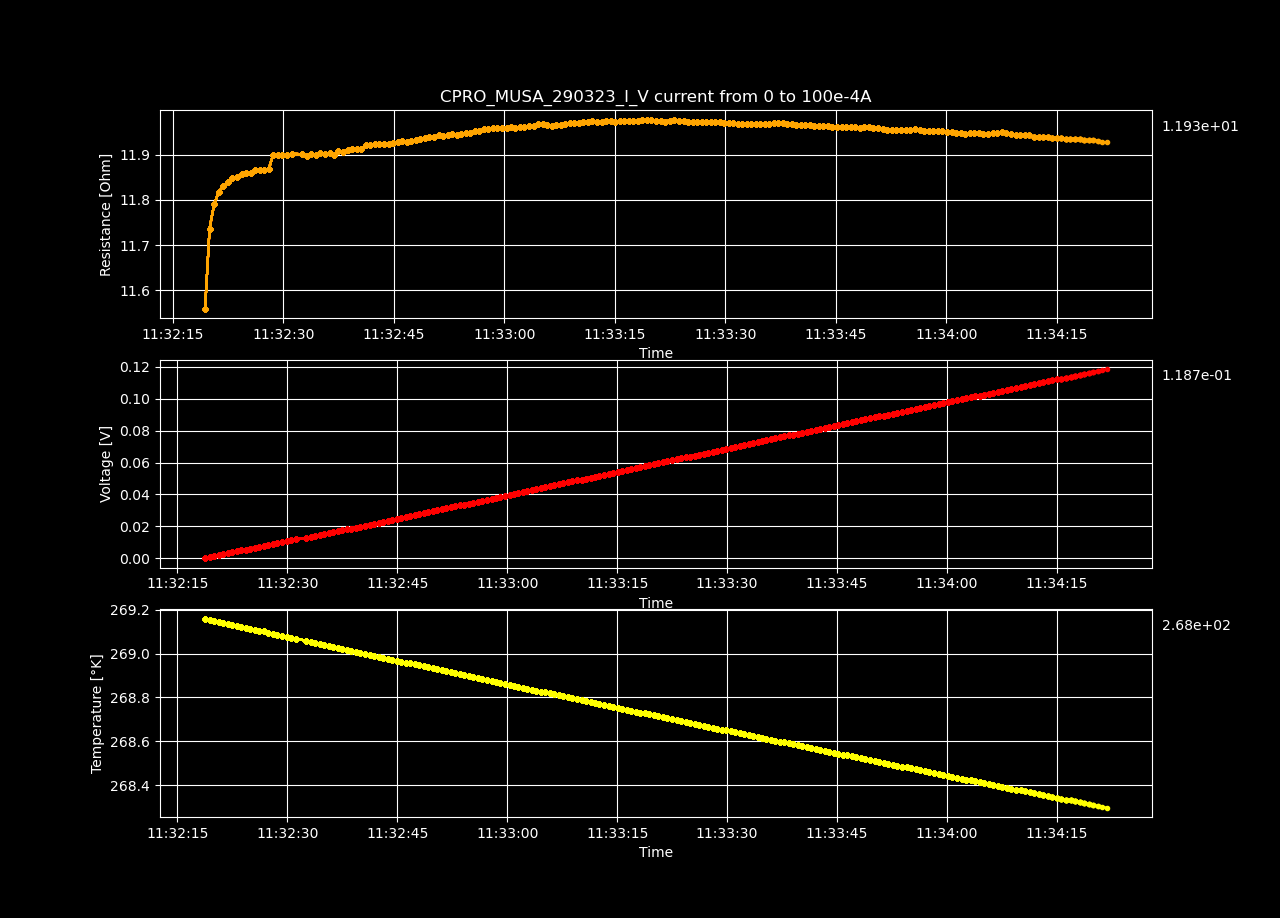 CPRO_MUSA_290323_I_V current from 0 to 100e-4A
1.193e+01
Resistance [Ohm]
11.9
11.8
11.7
11.6
11:32:15 11:32:30 11:32:45 11:33:00 11:33:15 11:33:30 11:33:45 11:34:00 11:34:15
Time
1.187e-01
Voltage [V]
0.12
0.10
0.08
0.06
0.04
0.02
0.00
11:32:15 11:32:30 11:32:45 11:33:00 11:33:15 11:33:30 11:33:45 11:34:00 11:34:15
Time
2.68e+02
Temperature [°K]
269.2
269.0
268.8
268.6
268.4
11:32:15 11:32:30 11:32:45 11:33:00 11:33:15 11:33:30 11:33:45 11:34:00 11:34:15
Time